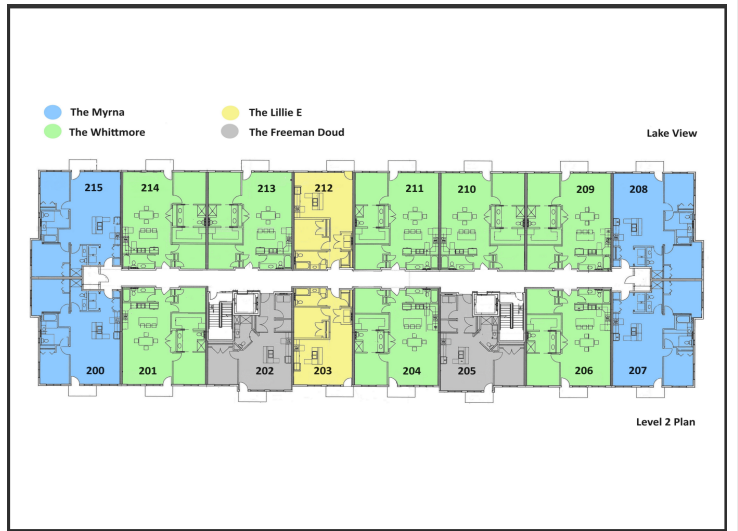 The Myrna
The Lillie E
The Whittmore
The Freeman Doud
Lake View
215 214 213 212 211 210 209 208
200 201 202 203 204 205 206 207
Level 2 Plan